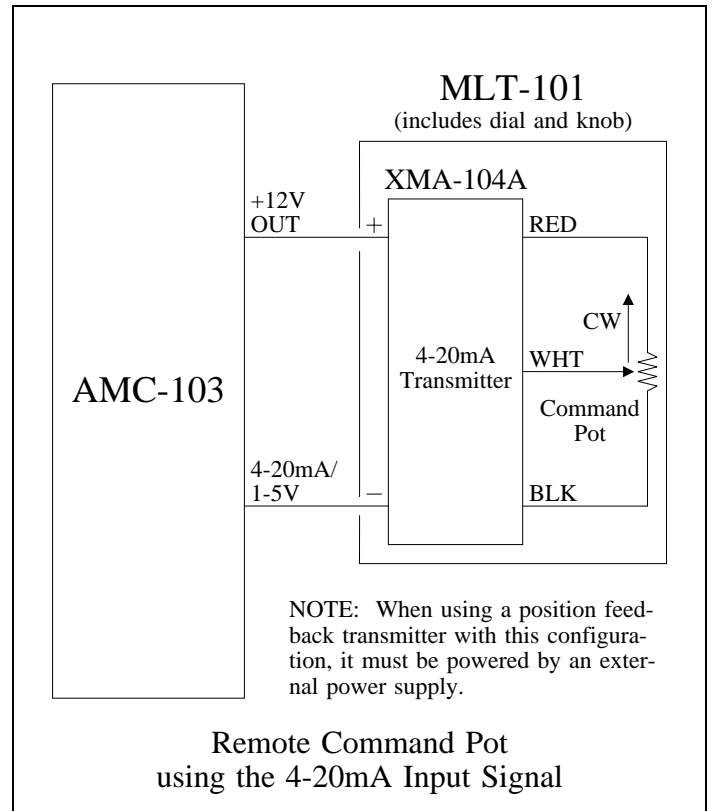 MLT-101
(includes dial and knob)
XMA-104A
+12V
OUT
+
RED
CW
4-20mA
Transmitter
WHT
AMC-103
Command
Pot
4-20mA/
1-5V
−
BLK
NOTE: When using a position feed-
back transmitter with this configura-
tion, it must be powered by an exter-
nal power supply.
Remote Command Pot
using the 4-20mA Input Signal